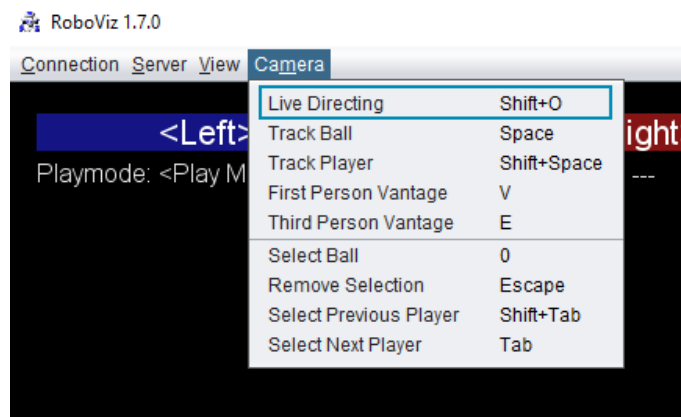 RoboViz 1.7.0
Connection Server View Camera
Live Directing Shift+O
<Left> ight
Track Ball Space
Playmode: <Play M ---
Track Player Shift+Space
First Person Vantage V
Third Person Vantage E
Select Ball 0
Remove Selection Escape
Select Previous Player Shift+Tab
Select Next Player Tab